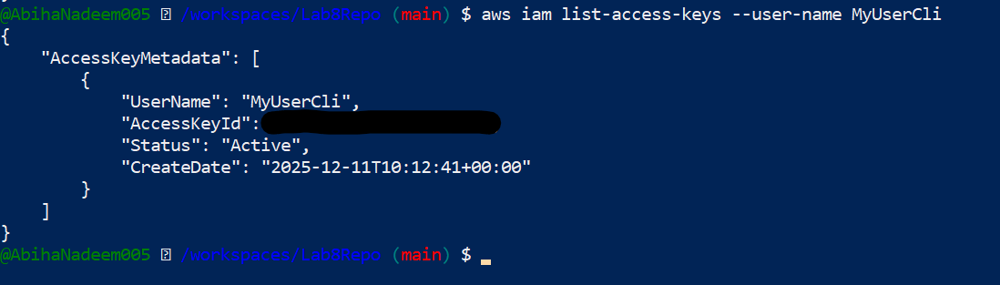 @AbihaNadeem005 /workspaces/Lab8Repo (main) $ aws iam list-access-keys --user-name MyUserCli
{
    "AccessKeyMetadata": [
        {
            "UserName": "MyUserCli",
            "AccessKeyId":
            "Status": "Active",
            "CreateDate": "2025-12-11T10:12:41+00:00"
        }
    ]
}
@AbihaNadeem005 /workspaces/Lab8Repo (main) $